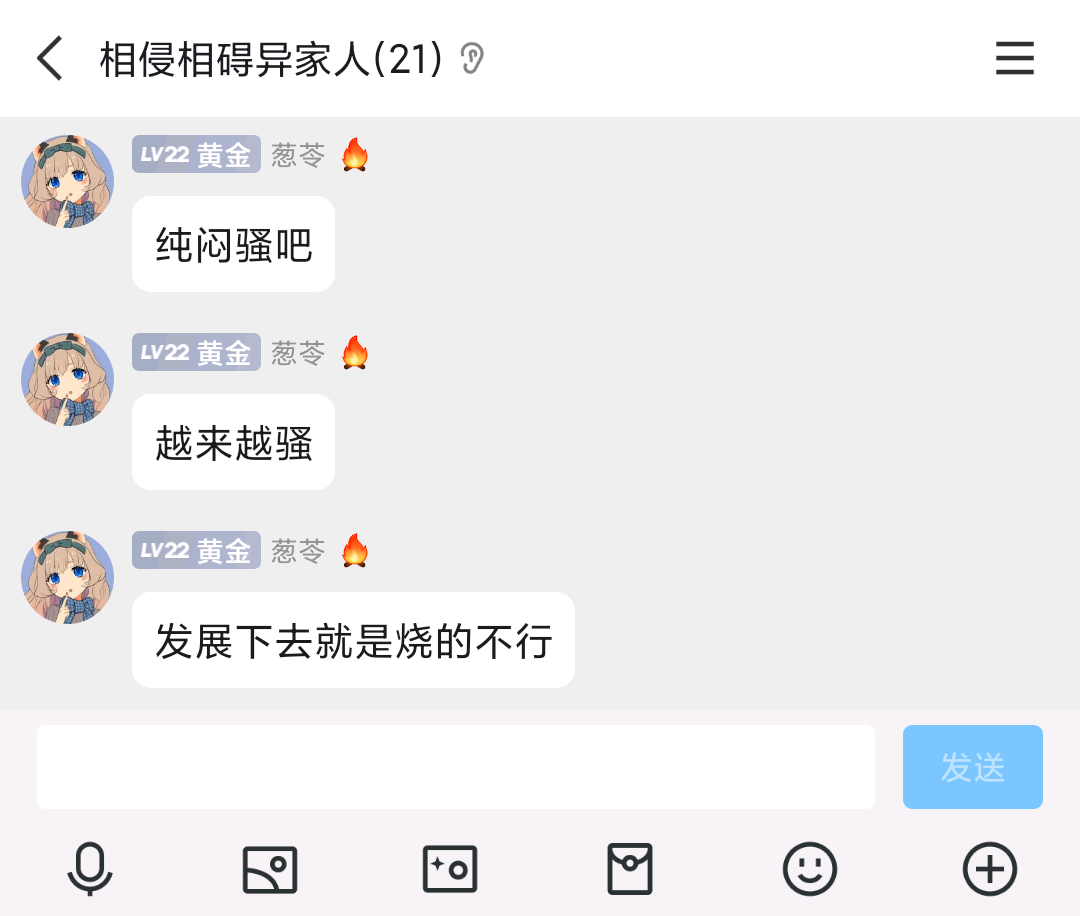 相侵相碍异家人(21)
LV22 黄金 葱苓
纯闷骚吧
LV22 黄金 葱苓
越来越骚
LV22 黄金 葱苓
发展下去就是烧的不行
发送